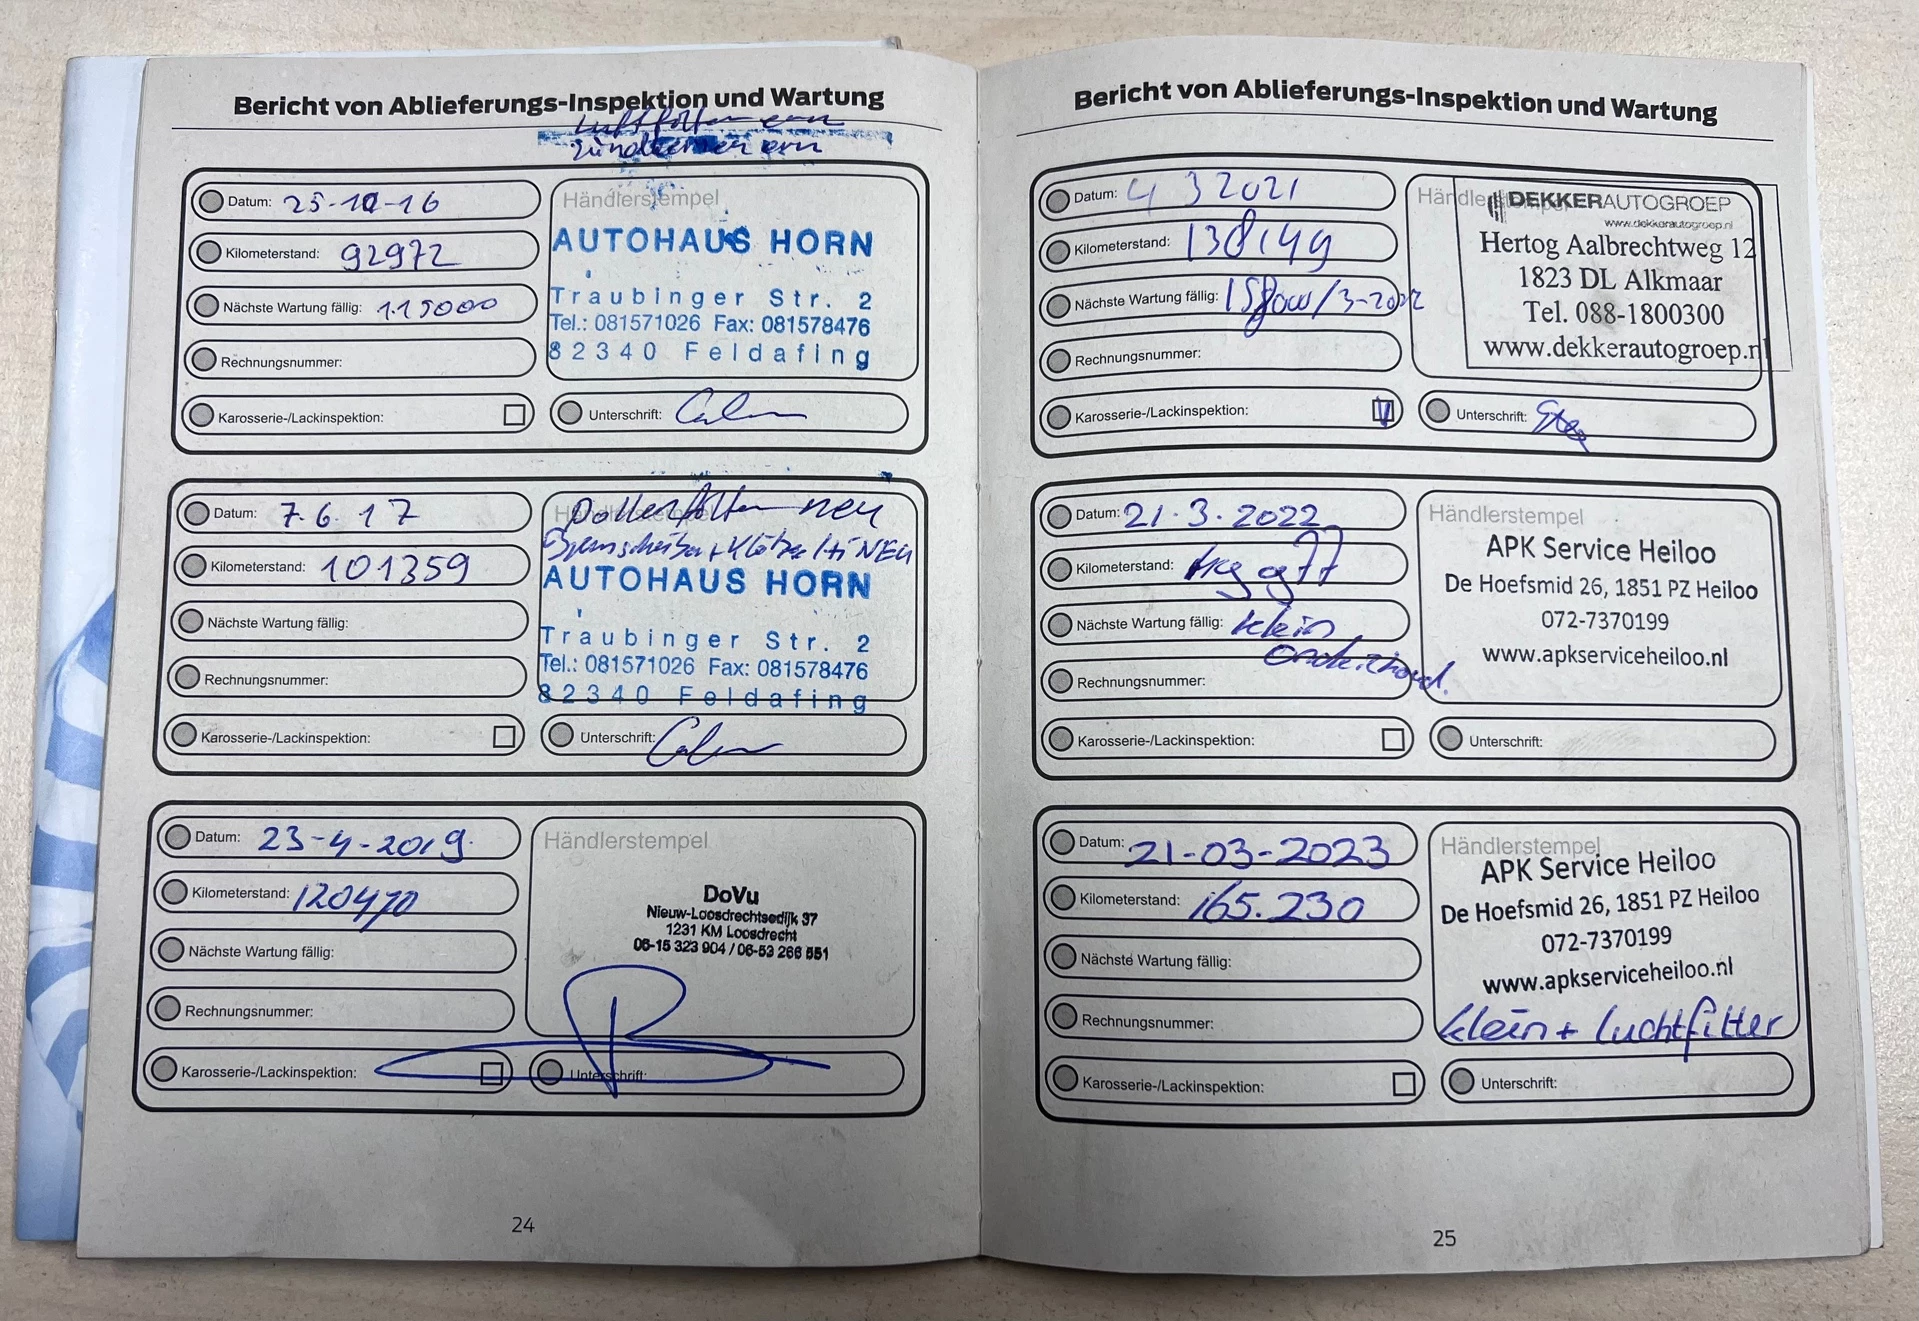 Bericht von Ablieferungs-Inspektion und Wartung
Luftfilter ern
Zündkerzen ern
Datum: 25-10-16
Kilometerstand: 92972
Nächste Wartung fällig: 115000
Rechnungsnummer:
Karosserie-/Lackinspektion:
Händlerstempel
AUTOHAUS HORN
Traubinger Str. 2
Tel.: 081571026 Fax: 081578476
82340 Feldafing
Unterschrift:
Datum: 7.6.17
Kilometerstand: 101359
Nächste Wartung fällig:
Rechnungsnummer:
Karosserie-/Lackinspektion:
Händlerstempel
Pollenfilter neu
Bremscheiben + Klötze Hi NEU
AUTOHAUS HORN
Traubinger Str. 2
Tel.: 081571026 Fax: 081578476
82340 Feldafing
Unterschrift:
Datum: 23-4-2019.
Kilometerstand: 120470
Nächste Wartung fällig:
Rechnungsnummer:
Karosserie-/Lackinspektion:
Händlerstempel
DoVu
Nieuw-Loosdrechtsedijk 97
1231 KM Loosdrecht
06-15 323 904 / 06-53 266 551
Unterschrift:
24
Bericht von Ablieferungs-Inspektion und Wartung
Datum: 4 3 2021
Kilometerstand: 138149
Nächste Wartung fällig: 158000/3-2022
Rechnungsnummer:
Karosserie-/Lackinspektion:
Händlerstempel
DEKKERAUTOGROEP
www.dekkerautogroep.nl
Hertog Aalbrechtweg 12
1823 DL Alkmaar
Tel. 088-1800300
www.dekkerautogroep.nl
Unterschrift:
Datum: 21.3.2022
Kilometerstand:
Nächste Wartung fällig: klein
onderhoud.
Rechnungsnummer:
Karosserie-/Lackinspektion:
Händlerstempel
APK Service Heiloo
De Hoefsmid 26, 1851 PZ Heiloo
072-7370199
www.apkserviceheiloo.nl
Unterschrift:
Datum: 21-03-2023
Kilometerstand: 165.230
Nächste Wartung fällig:
Rechnungsnummer:
Karosserie-/Lackinspektion:
Händlerstempel
APK Service Heiloo
De Hoefsmid 26, 1851 PZ Heiloo
072-7370199
www.apkserviceheiloo.nl
klein + luchtfilter
Unterschrift:
25